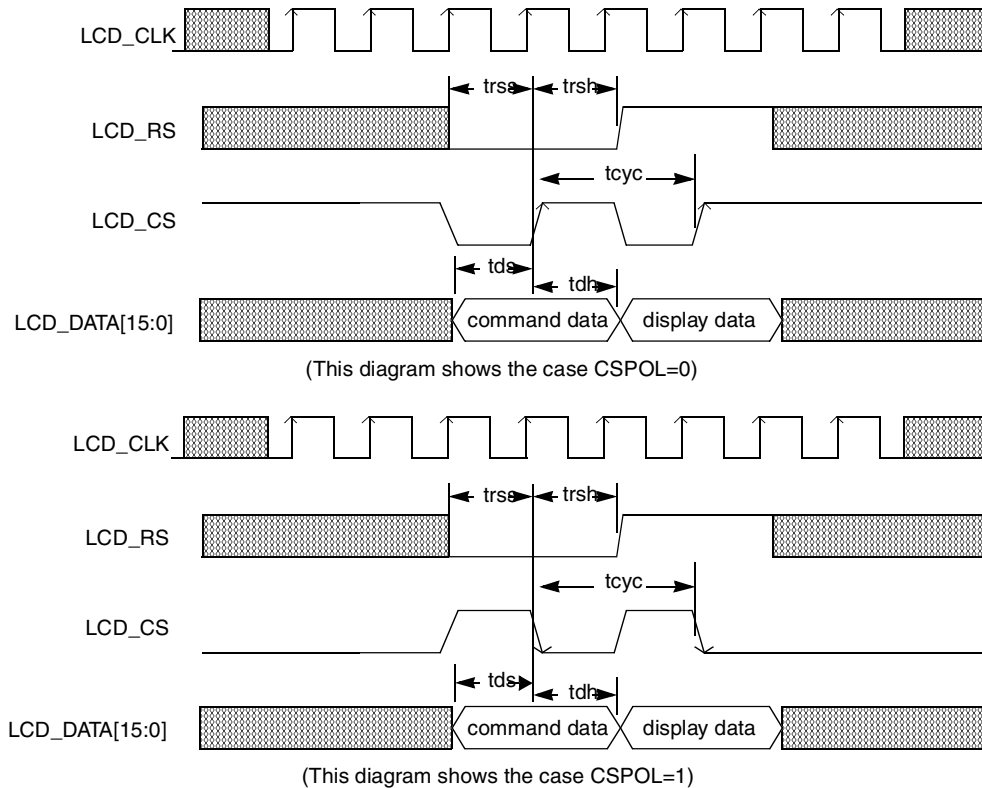 LCD_CLK
trss trsh
LCD_RS
tcyc
LCD_CS
tds
tdh
LCD_DATA[15:0] command data display data
(This diagram shows the case CSPOL=0)
LCD_CLK
trss trsh
LCD_RS
tcyc
LCD_CS
tds
tdh
LCD_DATA[15:0] command data display data
(This diagram shows the case CSPOL=1)